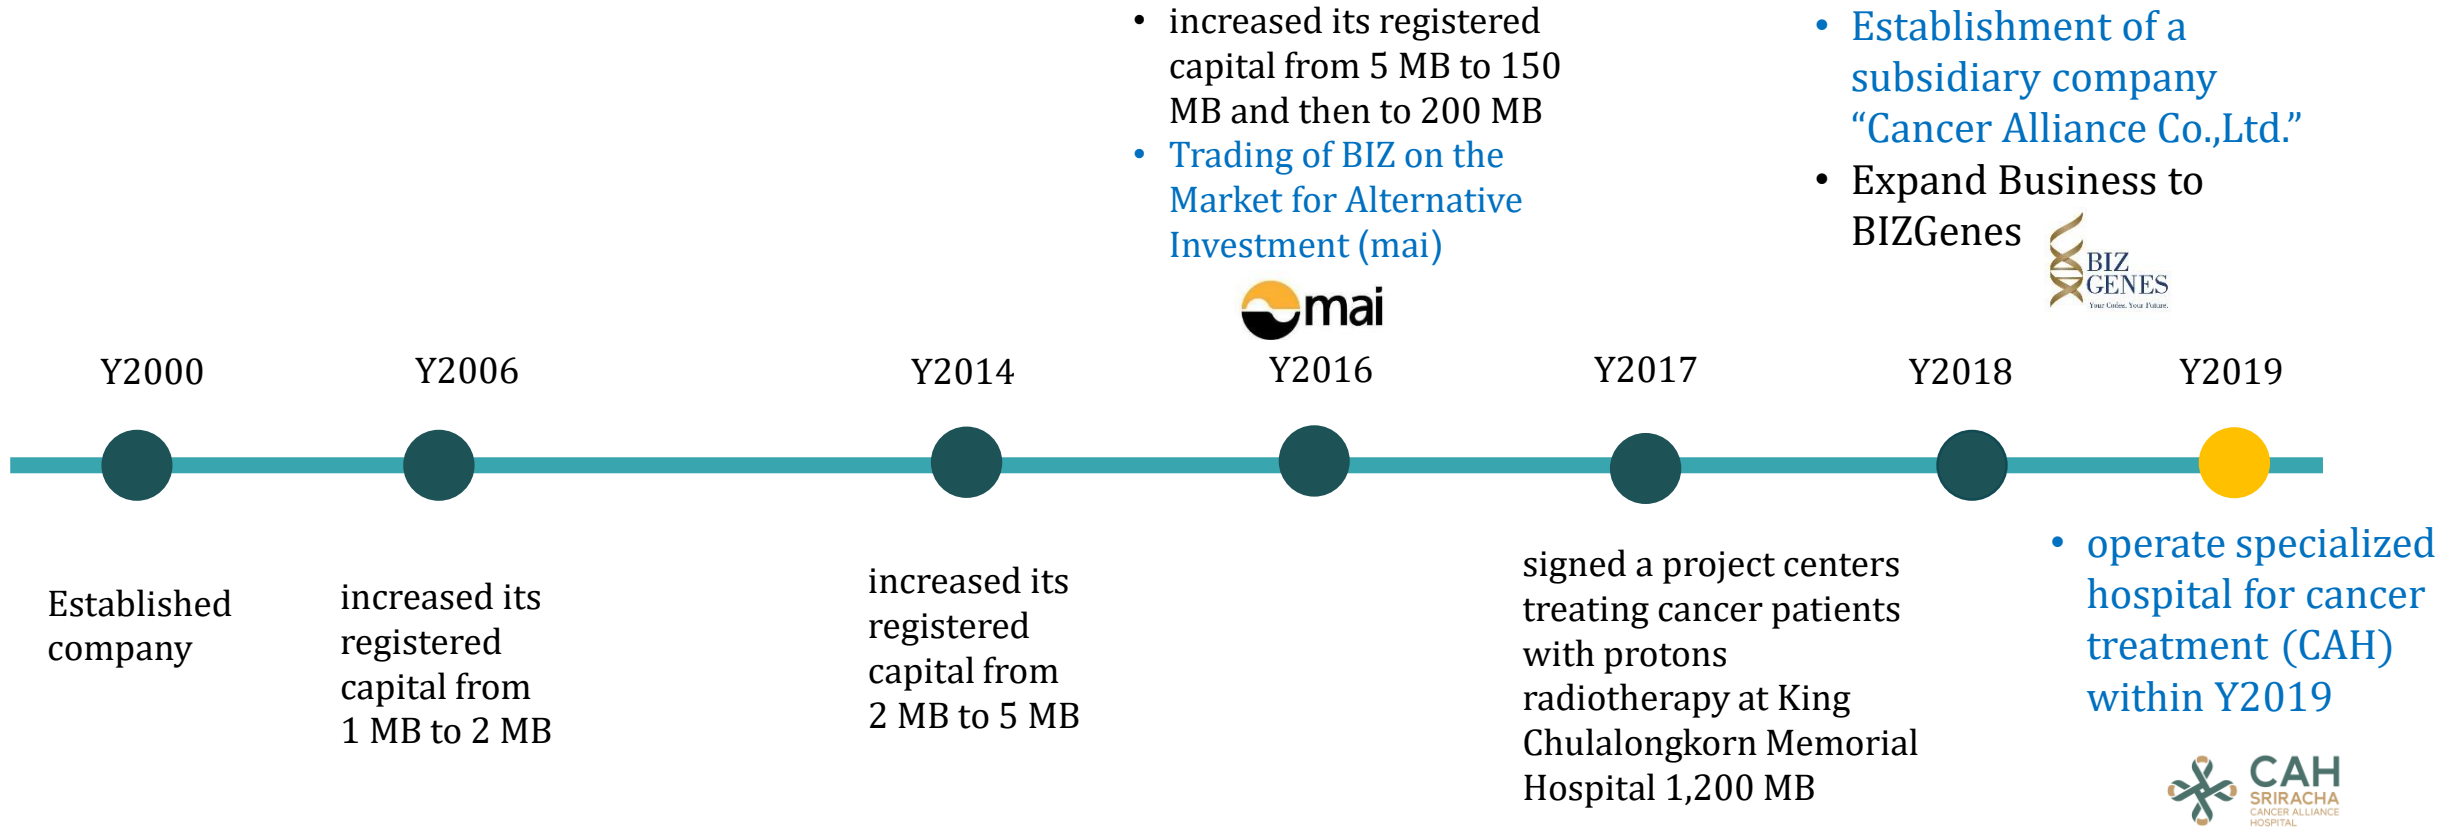 • increased its registered
capital from 5 MB to 150
MB and then to 200 MB
• Trading of BIZ on the
Market for Alternative
Investment (mai)
mai
• Establishment of a
subsidiary company
“Cancer Alliance Co.,Ltd.”
• Expand Business to
BIZGenes
BIZ
GENES
Your Codes. Your Future.
Y2000
Y2006
Y2014
Y2016
Y2017
Y2018
Y2019
Established
company
increased its
registered
capital from
1 MB to 2 MB
increased its
registered
capital from
2 MB to 5 MB
signed a project centers
treating cancer patients
with protons
radiotherapy at King
Chulalongkorn Memorial
Hospital 1,200 MB
• operate specialized
hospital for cancer
treatment (CAH)
within Y2019
CAH
SRIRACHA
CANCER ALLIANCE
HOSPITAL